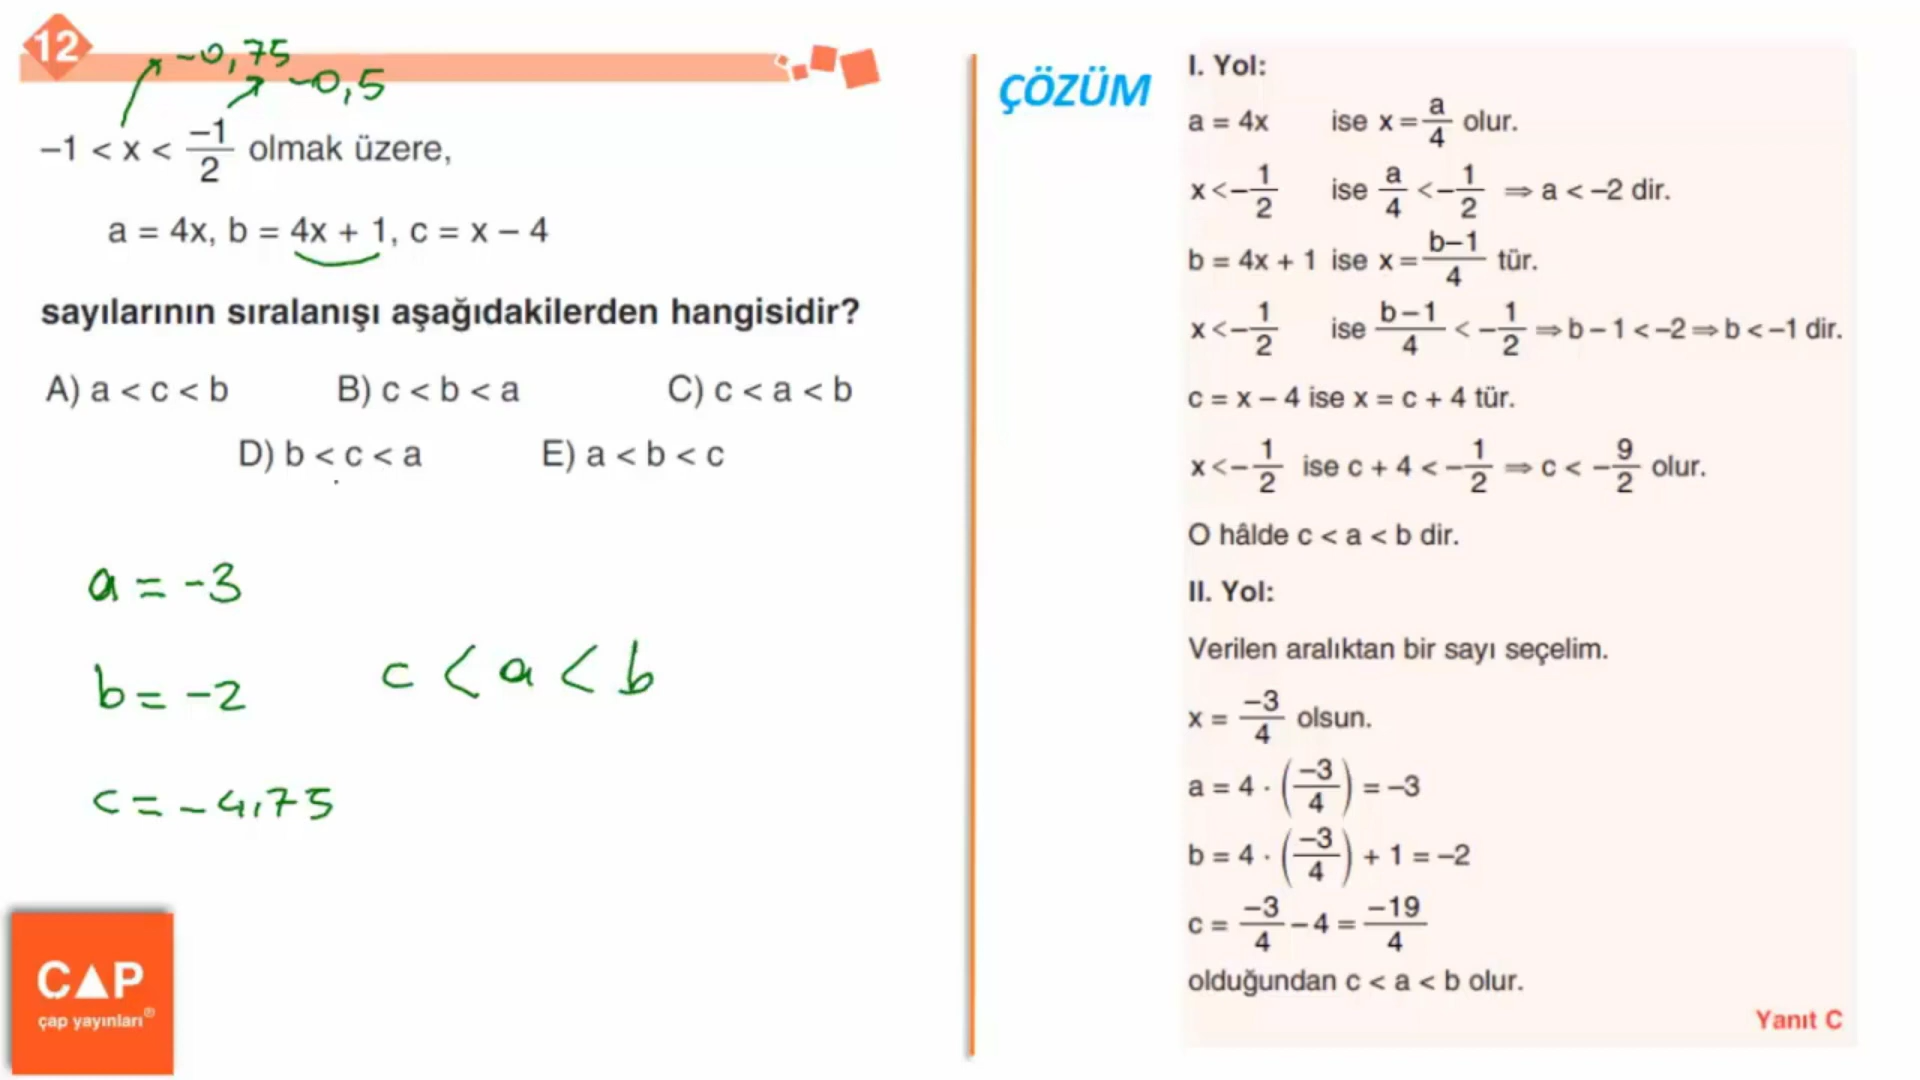 12
-0,75
-0,5
–1 < x < –1/2 olmak üzere,
a = 4x, b = 4x + 1, c = x – 4
sayılarının sıralanışı aşağıdakilerden hangisidir?
A) a < c < b B) c < b < a C) c < a < b
D) b < c < a E) a < b < c
a = -3
b = -2
c < a < b
c = -4,75
ÇAP
çap yayınları®
ÇÖZÜM
I. Yol:
a = 4x ise x = a/4 olur.
x < –1/2 ise a/4 < –1/2 ⇒ a < –2 dir.
b = 4x + 1 ise x = b–1/4 tür.
x < –1/2 ise b–1/4 < –1/2 ⇒ b – 1 < –2 ⇒ b < –1 dir.
c = x – 4 ise x = c + 4 tür.
x < –1/2 ise c + 4 < –1/2 ⇒ c < –9/2 olur.
O hâlde c < a < b dir.
II. Yol:
Verilen aralıktan bir sayı seçelim.
x = –3/4 olsun.
a = 4 · (–3/4) = –3
b = 4 · (–3/4) + 1 = –2
c = –3/4 – 4 = –19/4
olduğundan c < a < b olur.
Yanıt C